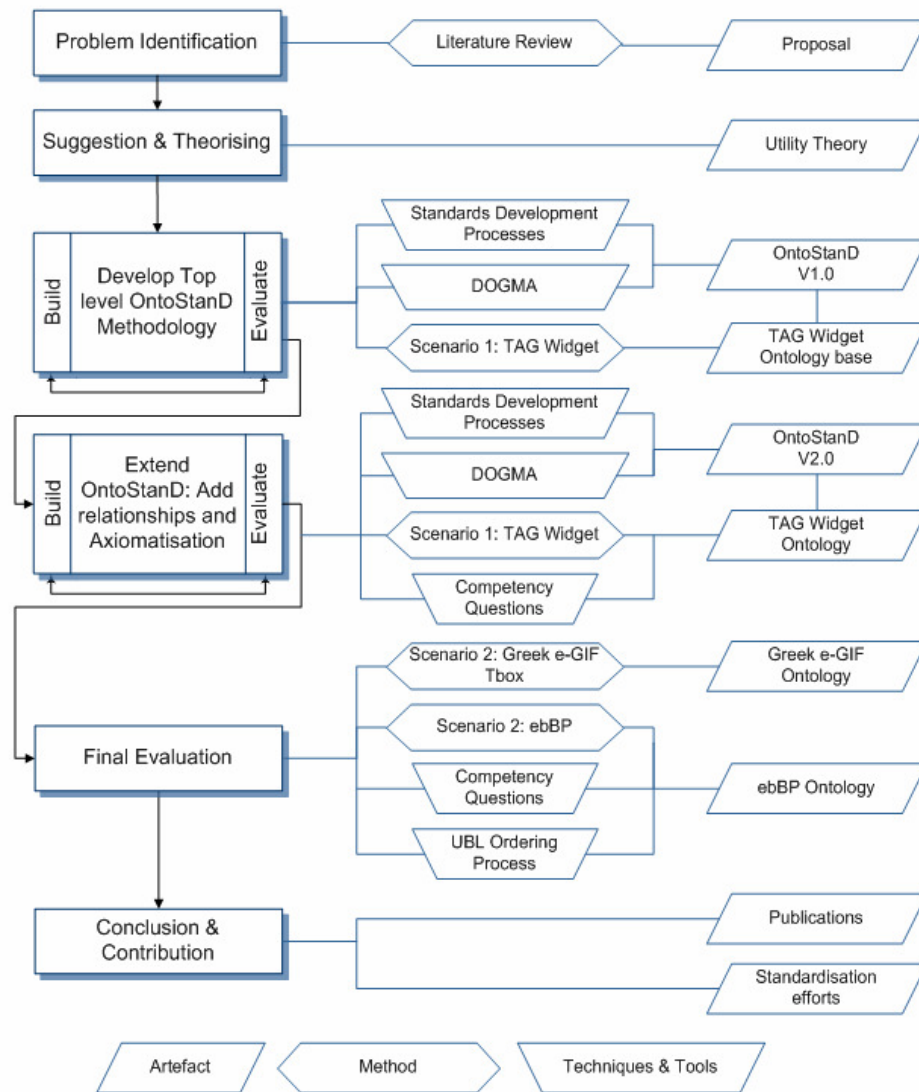 Problem Identification
Literature Review
Proposal
Suggestion & Theorising
Utility Theory
Build
Develop Top
level OntoStanD
Methodology
Evaluate
Standards Development
Processes
DOGMA
Scenario 1: TAG Widget
OntoStanD
V1.0
TAG Widget
Ontology base
Build
Extend
OntoStanD: Add
relationships and
Axiomatisation
Evaluate
Standards Development
Processes
DOGMA
Scenario 1: TAG Widget
Competency
Questions
OntoStanD
V2.0
TAG Widget
Ontology
Final Evaluation
Scenario 2: Greek e-GIF
Tbox
Scenario 2: ebBP
Competency
Questions
UBL Ordering
Process
Greek e-GIF
Ontology
ebBP Ontology
Conclusion &
Contribution
Publications
Standardisation
efforts
Artefact
Method
Techniques & Tools